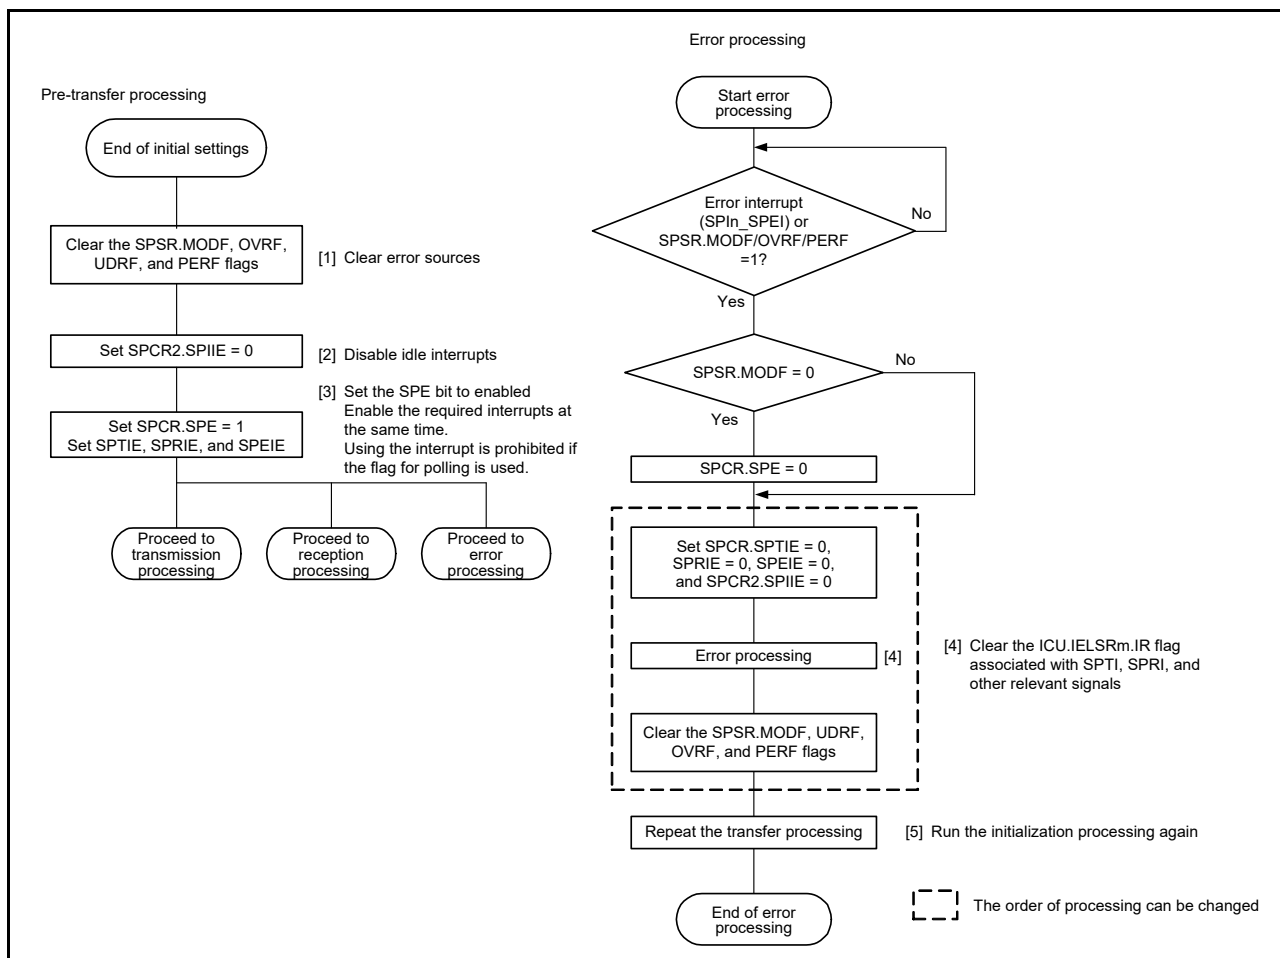 Pre-transfer processing
End of initial settings
Clear the SPSR.MODF, OVRF,
UDRF, and PERF flags
[1] Clear error sources
Set SPCR2.SPIIE = 0
[2] Disable idle interrupts
Set SPCR.SPE = 1
Set SPTIE, SPRIE, and SPEIE
[3] Set the SPE bit to enabled
Enable the required interrupts at
the same time.
Using the interrupt is prohibited if
the flag for polling is used.
Proceed to
transmission
processing
Proceed to
reception
processing
Proceed to
error
processing
Error processing
Start error
processing
Error interrupt
(SPIn_SPEI) or
SPSR.MODF/OVRF/PERF
=1?
No
Yes
SPSR.MODF = 0
No
Yes
SPCR.SPE = 0
Set SPCR.SPTIE = 0,
SPRIE = 0, SPEIE = 0,
and SPCR2.SPIIE = 0
Error processing
[4]
[4] Clear the ICU.IELSRm.IR flag
associated with SPTI, SPRI, and
other relevant signals
Clear the SPSR.MODF, UDRF,
OVRF, and PERF flags
Repeat the transfer processing
[5] Run the initialization processing again
End of error
processing
The order of processing can be changed